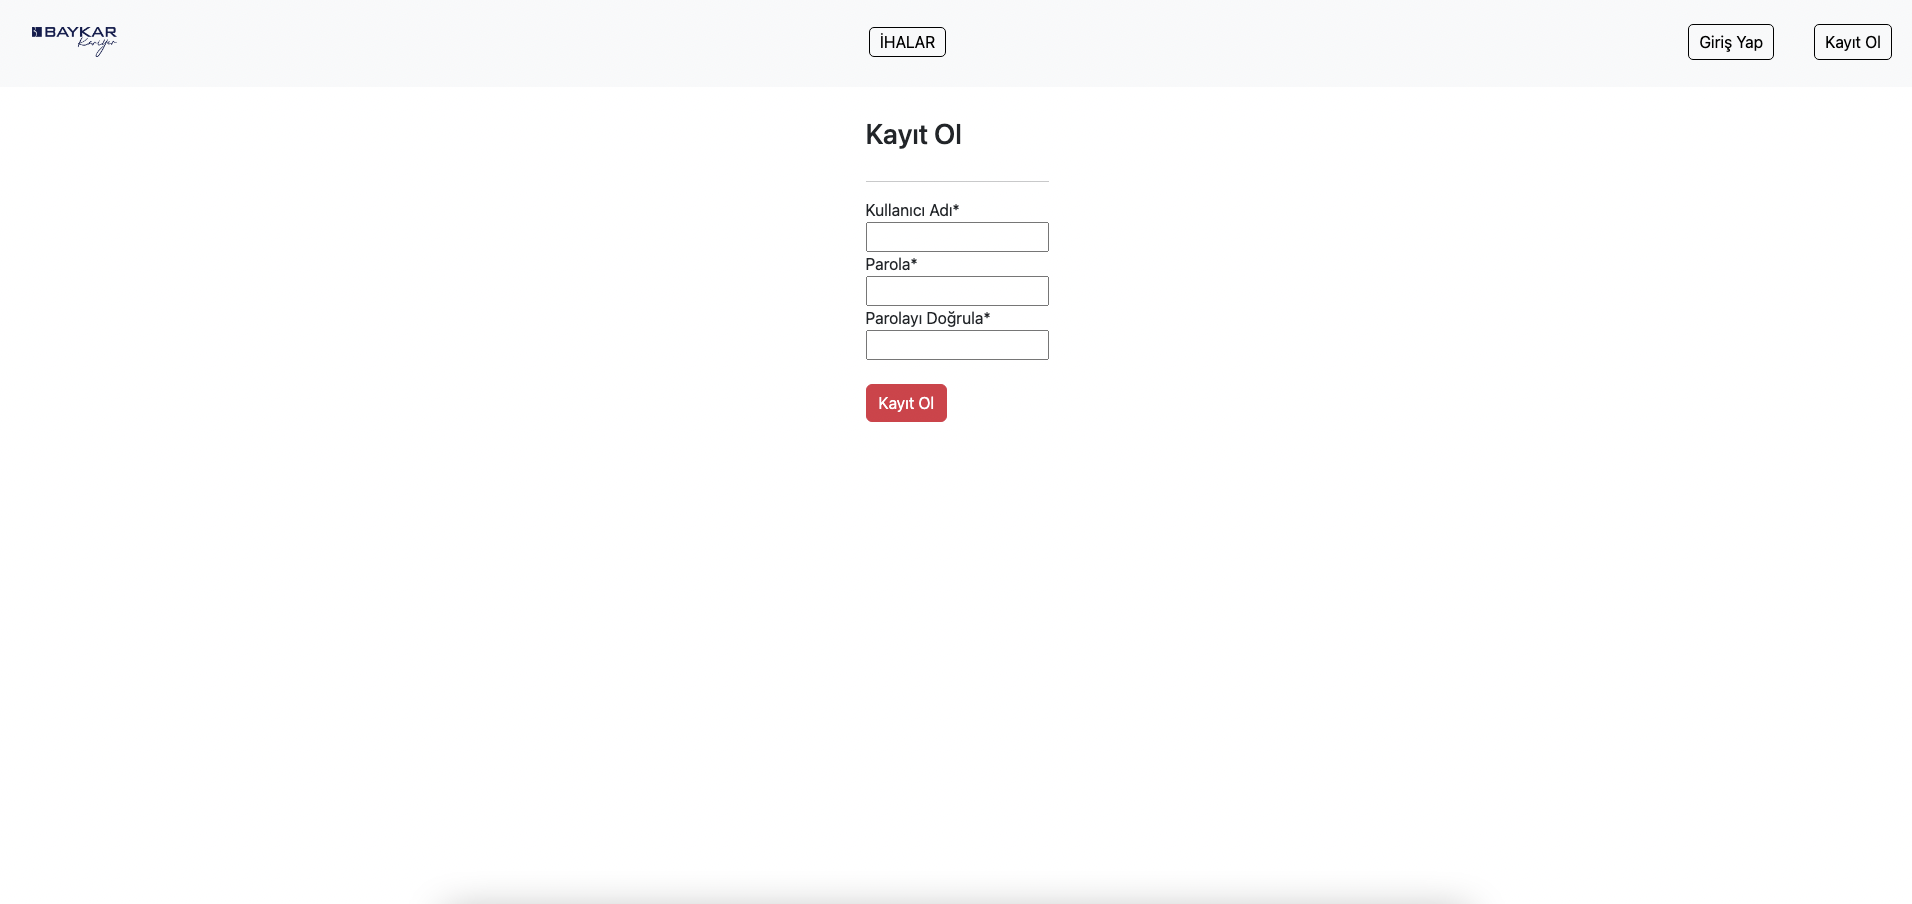 BAYKAR
Kariyer
İHALAR
Giriş Yap
Kayıt Ol
Kayıt Ol
Kullanıcı Adı*
Parola*
Parolayı Doğrula*
Kayıt Ol